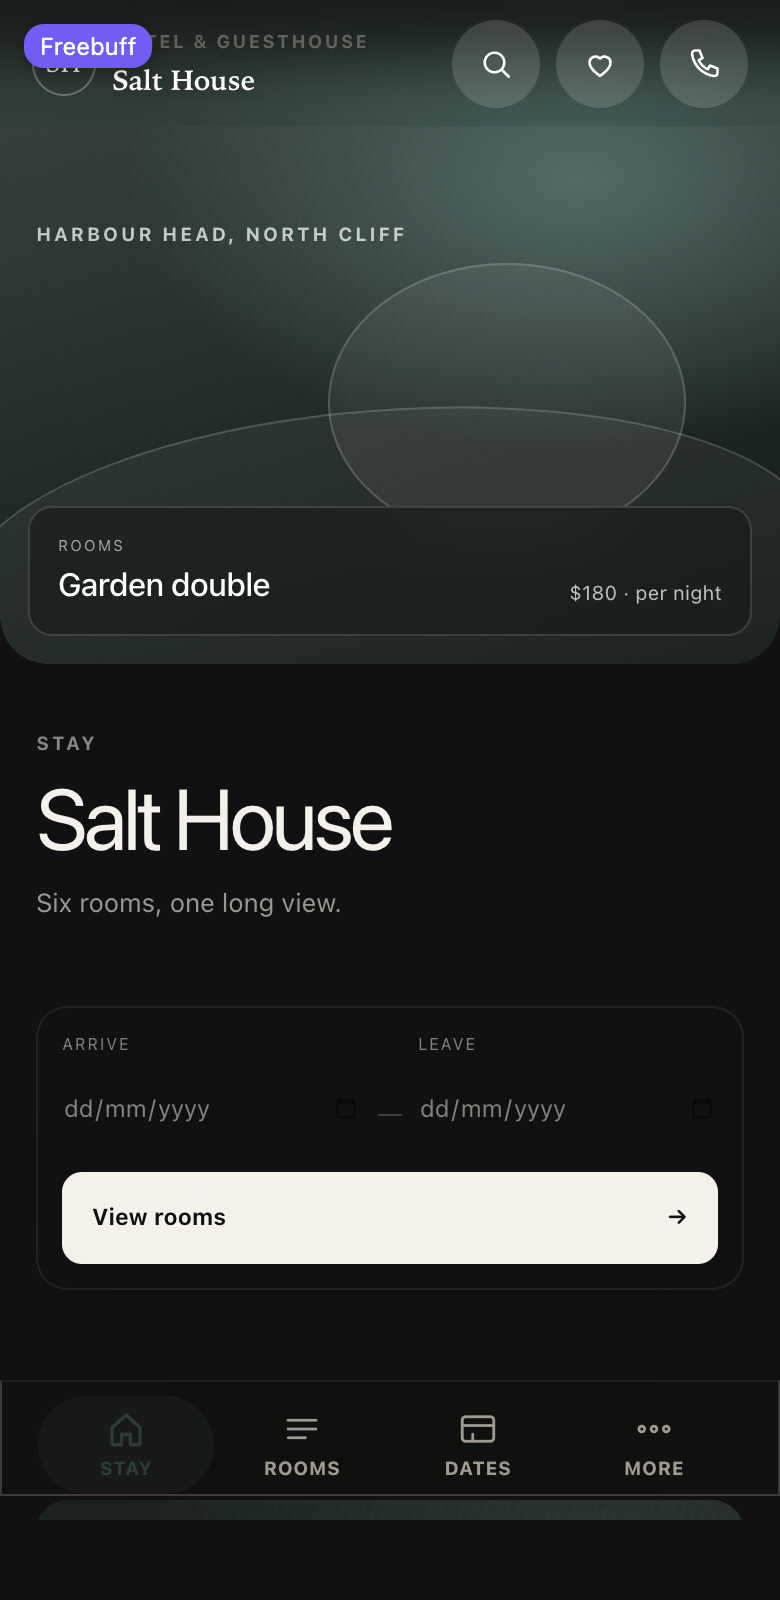 Freebuff
& GUESTHOUSE
Salt House
HARBOUR HEAD, NORTH CLIFF
ROOMS
Garden double
$180 · per night
STAY
Salt House
Six rooms, one long view.
ARRIVE
LEAVE
dd/mm/yyyy
—
dd/mm/yyyy
View rooms →
STAY
ROOMS
DATES
MORE